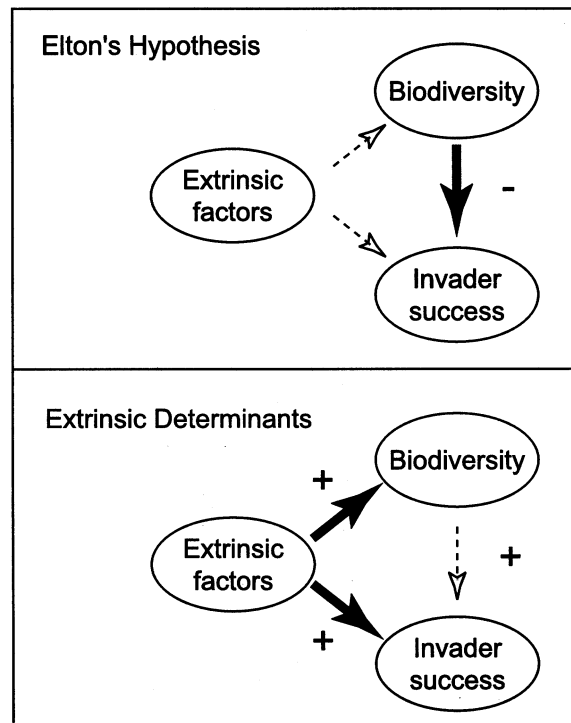 Elton's Hypothesis
Biodiversity
Extrinsic
factors
-
Invader
success
Extrinsic Determinants
Biodiversity
+
Extrinsic
factors
+
+
Invader
success